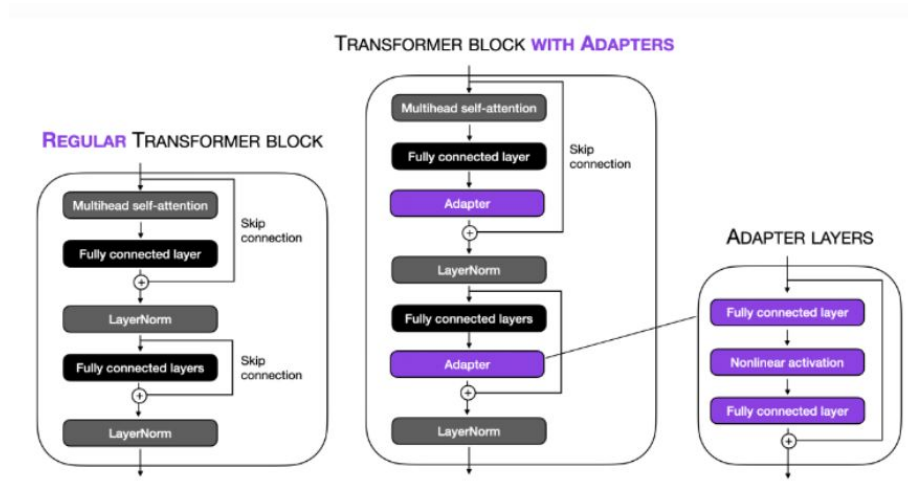 REGULAR TRANSFORMER BLOCK
Multihead self-attention
Fully connected layer
Skip
connection
LayerNorm
Fully connected layers
Skip
connection
LayerNorm
TRANSFORMER BLOCK WITH ADAPTERS
Multihead self-attention
Fully connected layer
Skip
connection
Adapter
LayerNorm
Fully connected layers
Adapter
LayerNorm
ADAPTER LAYERS
Fully connected layer
Nonlinear activation
Fully connected layer